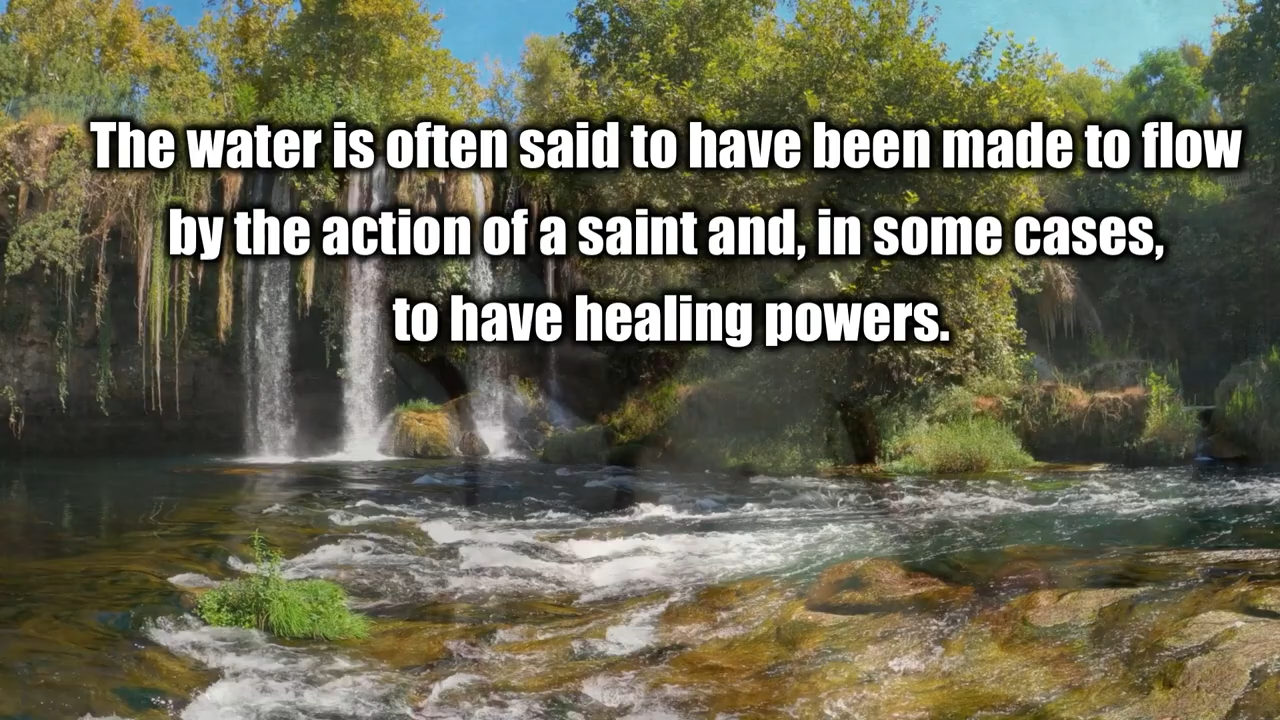 The water is often said to have been made to flow
by the action of a saint and, in some cases,
to have healing powers.